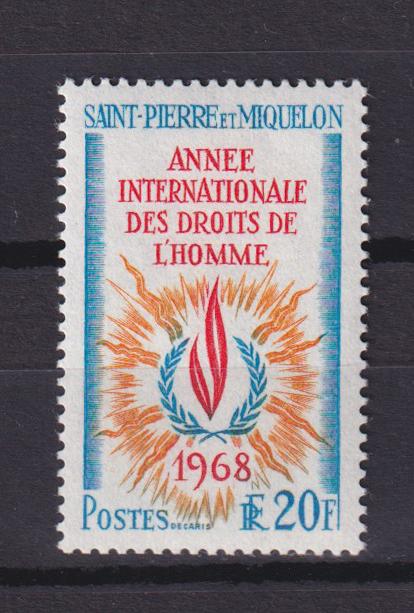 SAINT-PIERRE ET MIQUELON
ANNEE
INTERNATIONALE
DES DROITS DE
L'HOMME
1968
POSTES DECARIS RF 20F